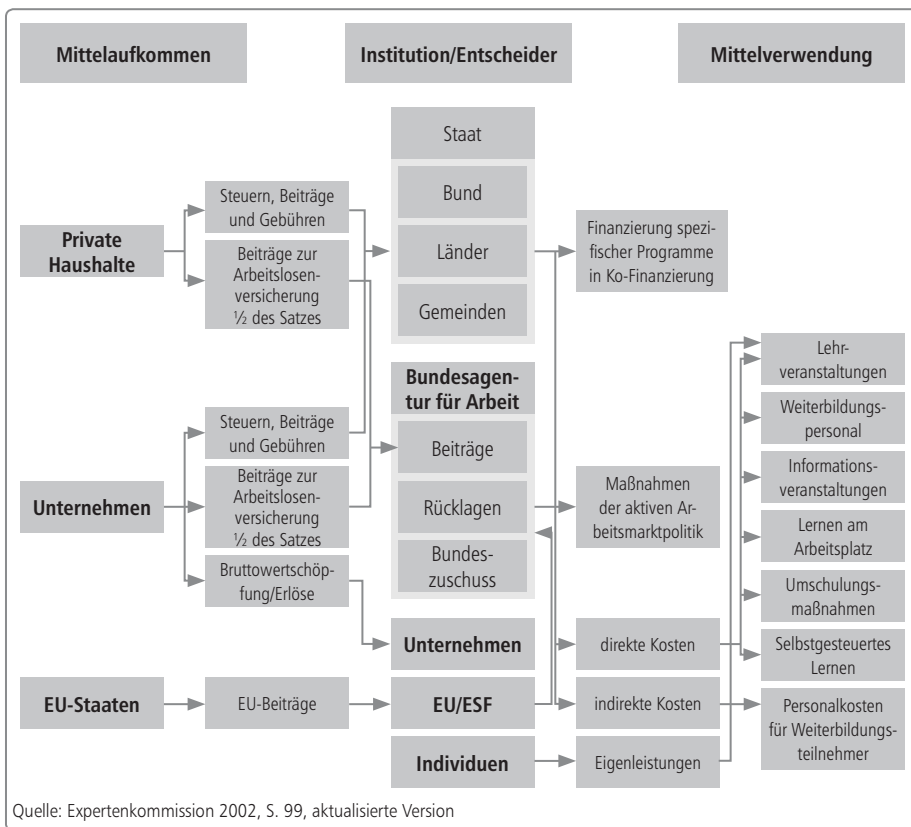 Mittelaufkommen
Institution/Entscheider
Mittelverwendung
Staat
Bund
Länder
Gemeinden
Private
Haushalte
Steuern, Beiträge
und Gebühren
Beiträge zur
Arbeitslosen-
versicherung
½ des Satzes
Finanzierung spezi-
fischer Programme
in Ko-Finanzierung
Bundesagen-
tur für Arbeit
Beiträge
Rücklagen
Bundes-
zuschuss
Unternehmen
Steuern, Beiträge
und Gebühren
Beiträge zur
Arbeitslosen-
versicherung
½ des Satzes
Bruttowertschöp-
fung/Erlöse
Maßnahmen
der aktiven Ar-
beitsmarktpolitik
Unternehmen
direkte Kosten
EU-Staaten
EU-Beiträge
EU/ESF
indirekte Kosten
Individuen
Eigenleistungen
Lehr-
veranstaltungen
Weiterbildungs-
personal
Informations-
veranstaltungen
Lernen am
Arbeitsplatz
Umschulungs-
maßnahmen
Selbstgesteuertes
Lernen
Personalkosten
für Weiterbildungs-
teilnehmer
Quelle: Expertenkommission 2002, S. 99, aktualisierte Version